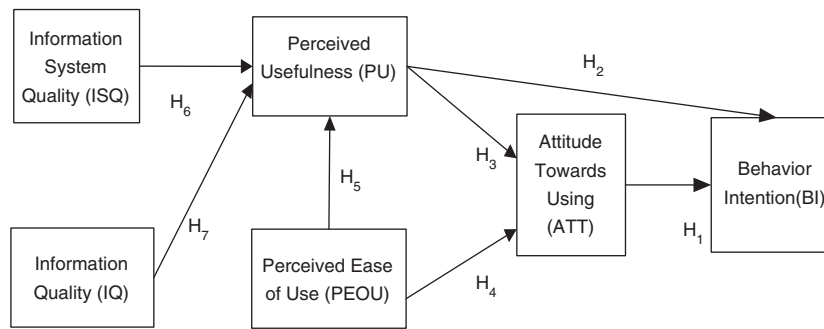 Information
System
Quality (ISQ)
H6
Perceived
Usefulness (PU)
H2
H3
Attitude
Towards
Using
(ATT)
Behavior
Intention(BI)
H1
H5
H7
Information
Quality (IQ)
Perceived Ease
of Use (PEOU)
H4